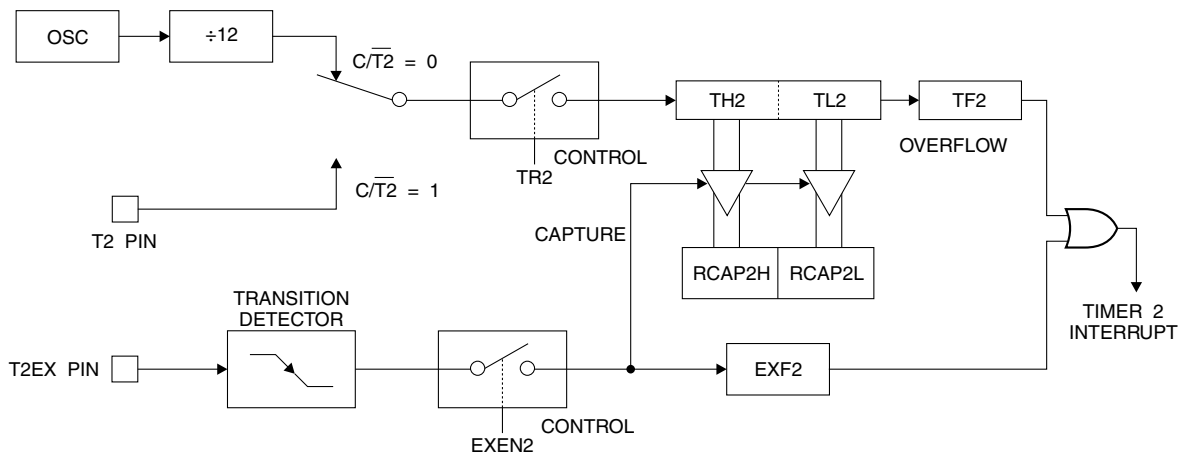 OSC
÷12
C/T2̅ = 0
TH2
TL2
TF2
OVERFLOW
CONTROL
TR2
C/T2̅ = 1
T2 PIN
CAPTURE
RCAP2H
RCAP2L
TRANSITION
DETECTOR
TIMER 2
INTERRUPT
T2EX PIN
EXF2
CONTROL
EXEN2